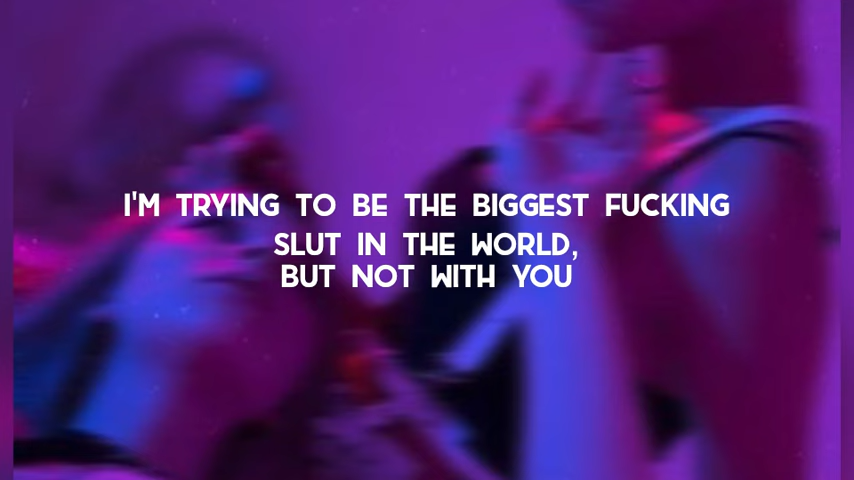 I'M TRYING TO BE THE BIGGEST FUCKING
SLUT IN THE WORLD,
BUT NOT WITH YOU